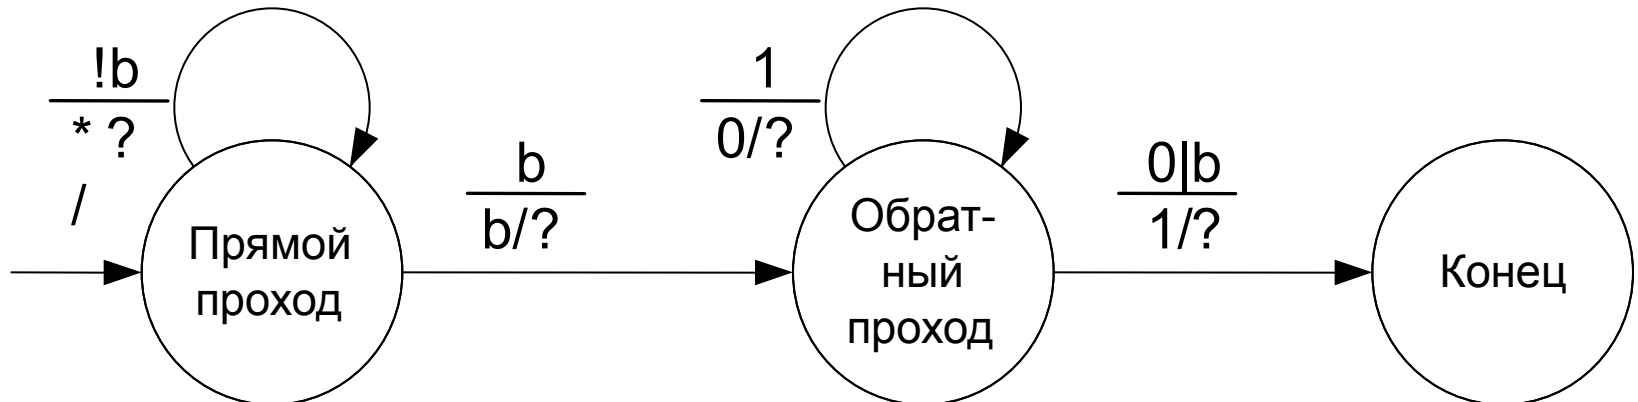 !b
* ?
/
Прямой
проход
b
b/?
1
0/?
Обрат-
ный
проход
0|b
1/?
Конец